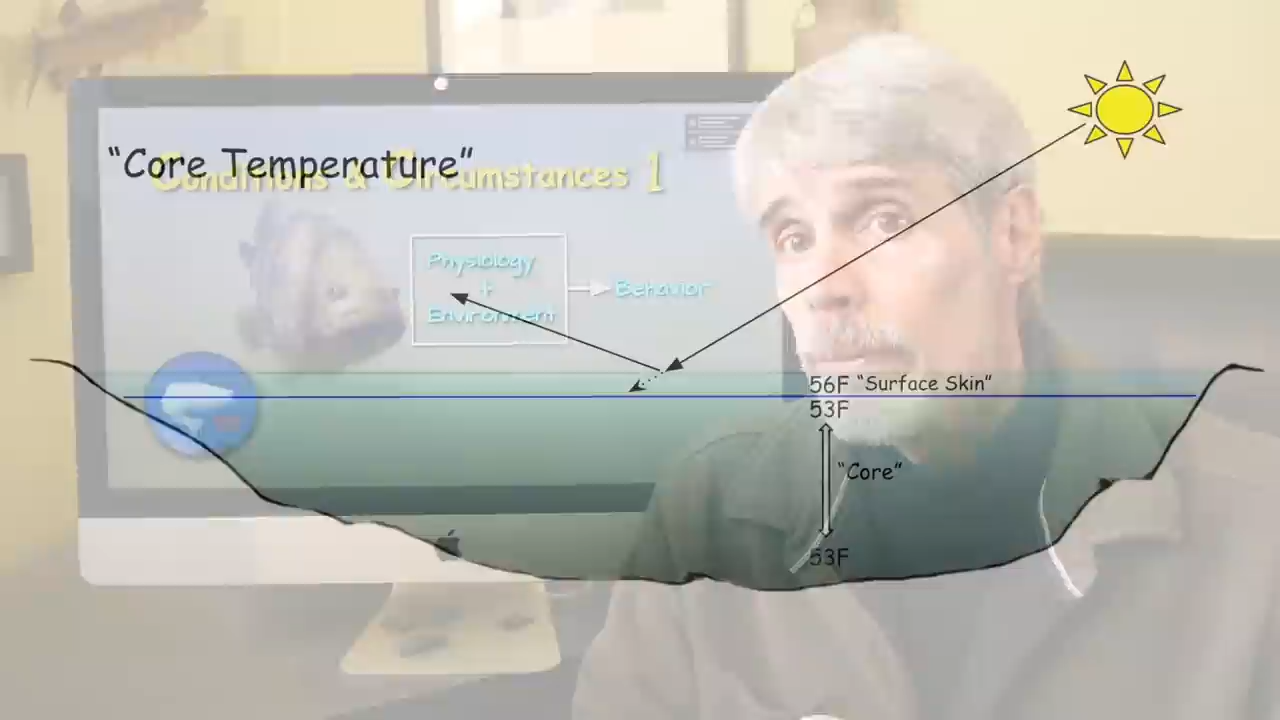 “Core Temperature”
Conditions & Circumstances 1
Physiology
+
Environment
Behavior
56F “Surface Skin”
53F
“Core”
53F